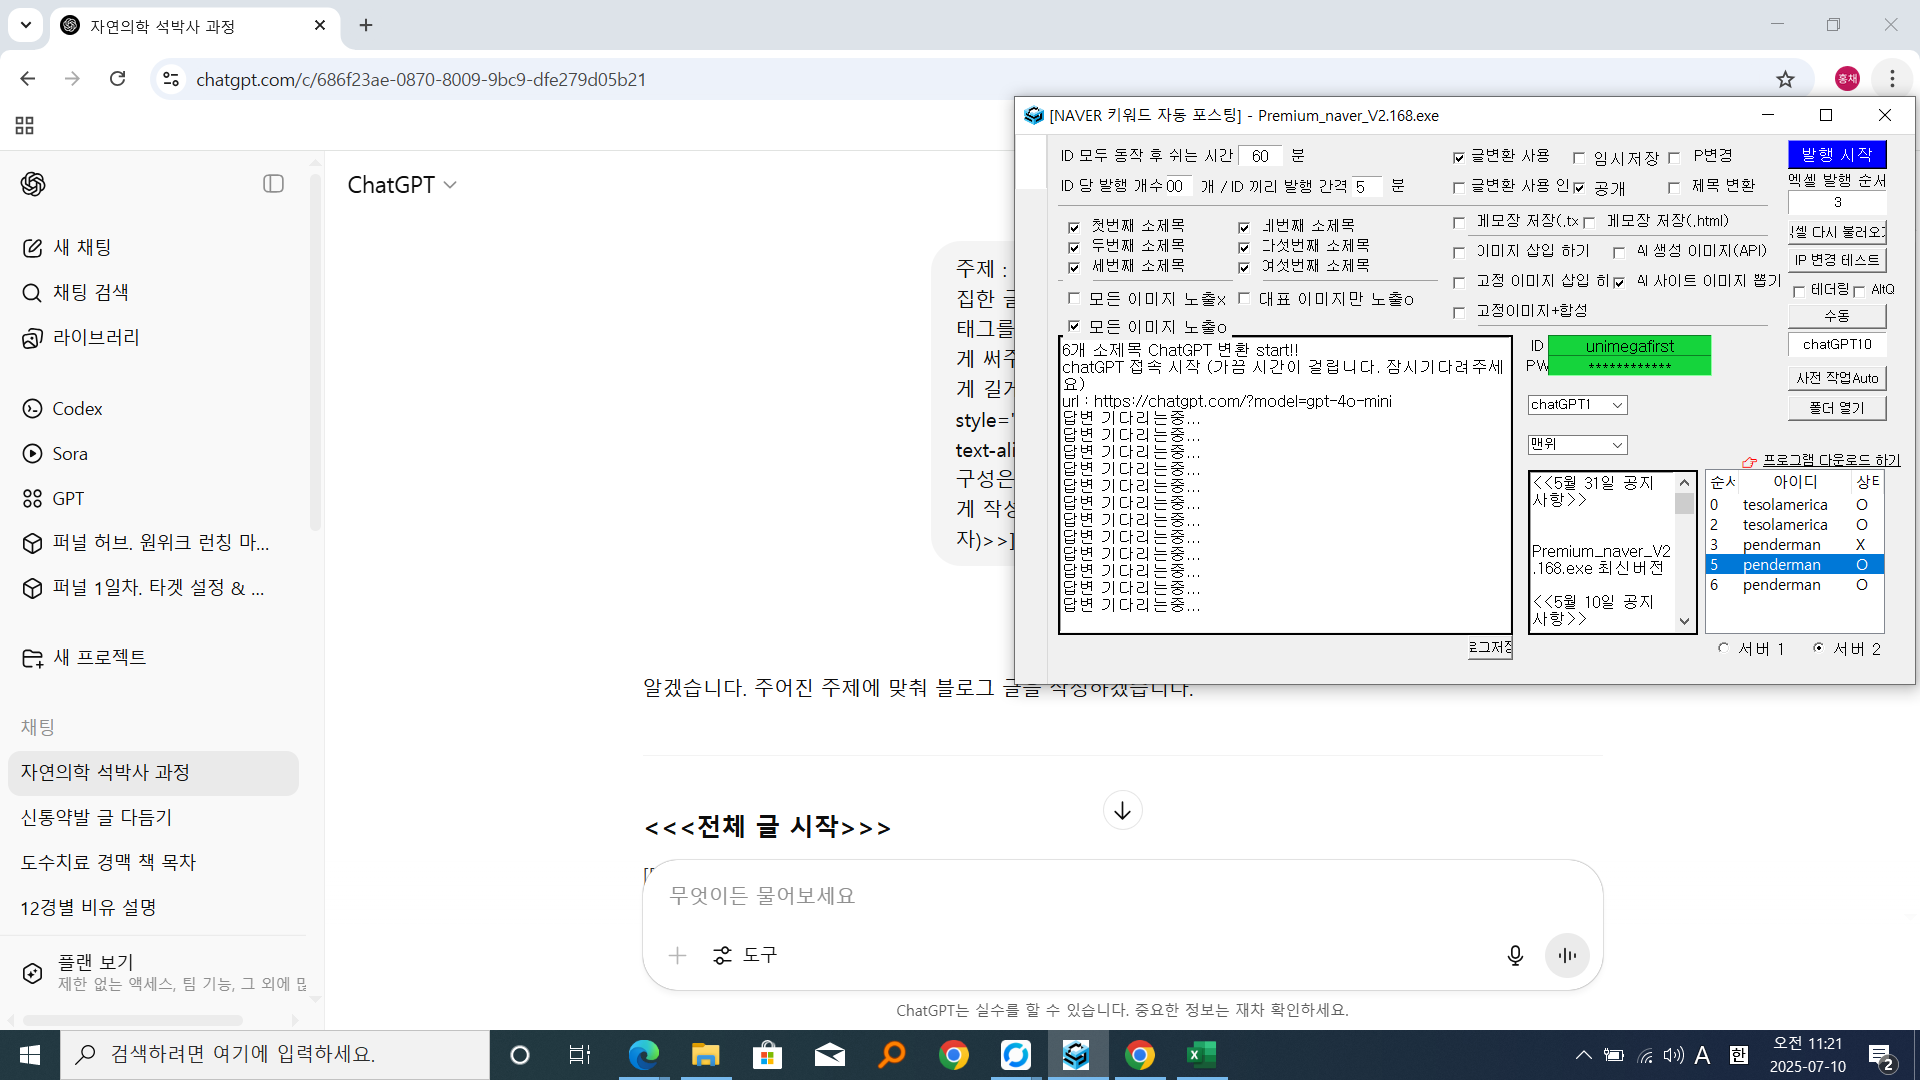 자연의학 석박사 과정
chatgpt.com/c/686f23ae-0870-8009-9bc9-dfe279d05b21
홍채
ChatGPT
새 채팅
채팅 검색
라이브러리
Codex
Sora
GPT
퍼널 허브. 원위크 런칭 마...
퍼널 1일차. 타겟 설정 & ...
새 프로젝트
채팅
자연의학 석박사 과정
신통약발 글 다듬기
도수치료 경맥 책 목차
12경별 비유 설명
플랜 보기
제한 없는 액세스, 팀 기능, 그 외에
주제 :
집한
태그를
게 써주
게 길게
style="
text-ali
구성은
게 작성
자)>>]
알겠습니다. 주어진 주제에 맞춰 블로그 글을 작성하겠습니다.
<<<전체 글 시작>>>
무엇이든 물어보세요
도구
ChatGPT는 실수를 할 수 있습니다. 중요한 정보는 재차 확인하세요.
[NAVER 키워드 자동 포스팅] - Premium_naver_V2.168.exe
ID 모두 동작 후 쉬는 시간 60 분
ID 당 발행 개수 00 개 / ID 끼리 발행 간격 5 분
글변환 사용 임시저장 P변경
글변환 사용 인 공개 제목 변환
첫번째 소제목 네번째 소제목
두번째 소제목 다섯번째 소제목
세번째 소제목 여섯번째 소제목
모든 이미지 노출x 대표 이미지만 노출o
모든 이미지 노출o
메모장 저장(.tx 메모장 저장(.html)
이미지 삽입 하기 AI 생성 이미지(API)
고정 이미지 삽입 히 AI 사이트 이미지 뽑기
고정이미지+합성
발행 시작
엑셀 발행 순서
3
셀 다시 불러오기
IP 변경 테스트
테더링 AltQ
수동
chatGPT10
사전 작업Auto
폴더 열기
6개 소제목 ChatGPT 변환 start!!
chatGPT 접속 시작 (가끔 시간이 걸립니다. 잠시기다려주세
요)
url : https://chatgpt.com/?model=gpt-4o-mini
답변 기다리는중...
답변 기다리는중...
답변 기다리는중...
답변 기다리는중...
답변 기다리는중...
답변 기다리는중...
답변 기다리는중...
답변 기다리는중...
답변 기다리는중...
답변 기다리는중...
답변 기다리는중...
답변 기다리는중...
로그저장
ID unimegafirst
PW ************
chatGPT1
맨위
프로그램 다운로드 하기
<<5월 31일 공지
사항>>
Premium_naver_V2
.168.exe 최신버전
<<5월 10일 공지
사항>>
순서 아이디 상태
0 tesolamerica O
2 tesolamerica O
3 penderman X
5 penderman O
6 penderman O
서버 1 서버 2
검색하려면 여기에 입력하세요.
A 한
오전 11:21
2025-07-10
2